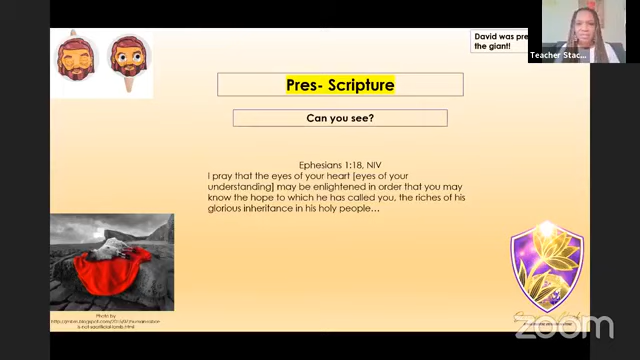 David was pre
the giant!
Teacher Stac...
Pres- Scripture
Can you see?
Ephesians 1:18, NIV
I pray that the eyes of your heart [eyes of your
understanding] may be enlightened in order that you may
know the hope to which he has called you, the riches of his
glorious inheritance in his holy people…
Photo by
zoom